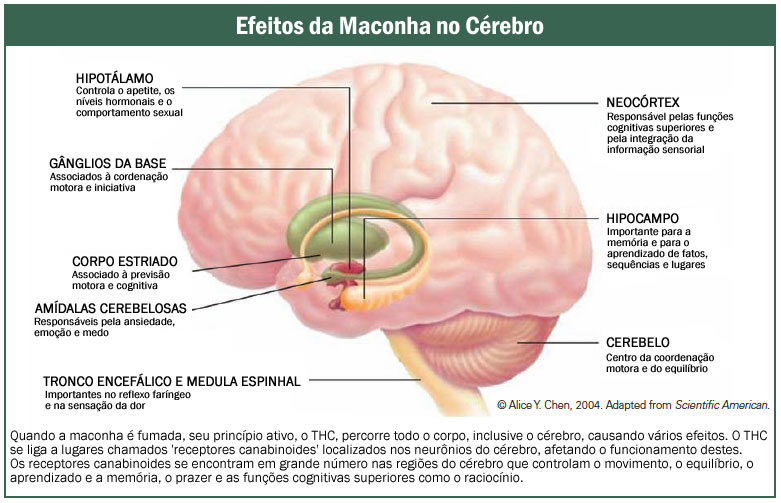 Efeitos da Maconha no Cérebro
HIPOTÁLAMO
Controla o apetite, os
níveis hormonais e o
comportamento sexual
NEOCÓRTEX
Responsável pelas funções
cognitivas superiores e
pela integração da
informação sensorial
GÂNGLIOS DA BASE
Associados à cordenação
motora e iniciativa
HIPOCAMPO
Importante para a
memória e para o
aprendizado de fatos,
sequências e lugares
CORPO ESTRIADO
Associado à previsão
motora e cognitiva
AMÍDALAS CEREBELOSAS
Responsáveis pela ansiedade,
emoção e medo
CEREBELO
Centro da coordenação
motora e do equilíbrio
TRONCO ENCEFÁLICO E MEDULA ESPINHAL
Importantes no reflexo faríngeo
e na sensação da dor
© Alice Y. Chen, 2004. Adapted from Scientific American.
Quando a maconha é fumada, seu princípio ativo, o THC, percorre todo o corpo, inclusive o cérebro, causando vários efeitos. O THC
se liga a lugares chamados 'receptores canabinoides' localizados nos neurônios do cérebro, afetando o funcionamento destes.
Os receptores canabinoides se encontram em grande número nas regiões do cérebro que controlam o movimento, o equilíbrio, o
aprendizado e a memória, o prazer e as funções cognitivas superiores como o raciocínio.